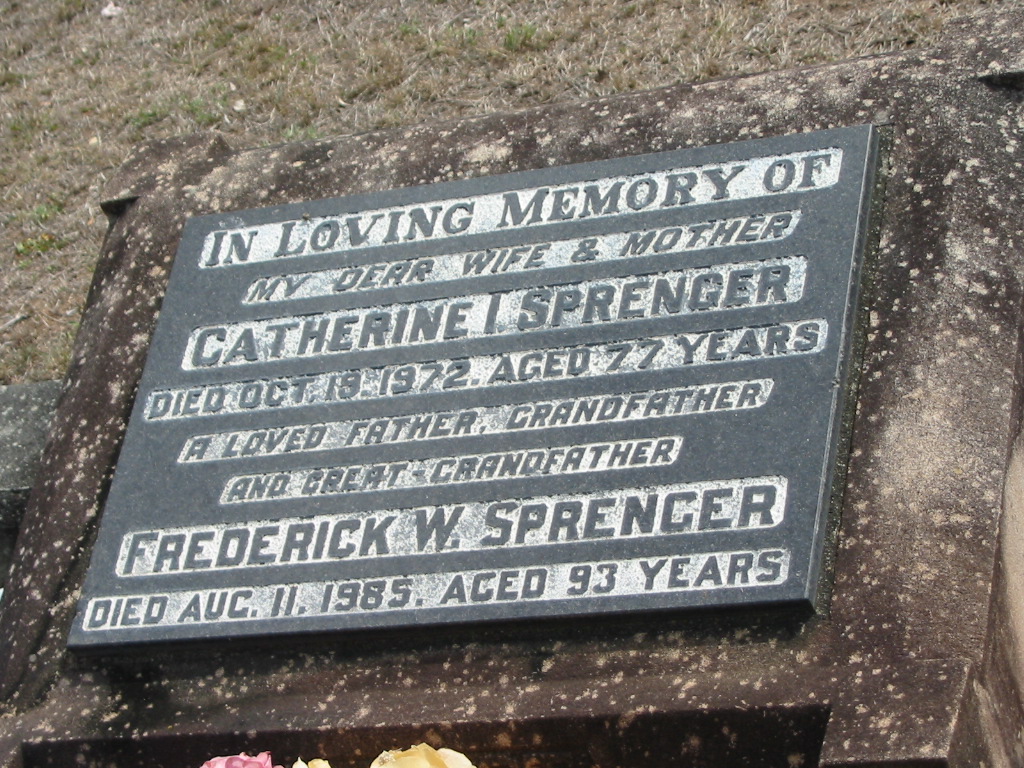 IN LOVING MEMORY OF
MY DEAR WIFE & MOTHER
CATHERINE I SPRENGER
DIED OCT. 19. 1972. AGED 77 YEARS
A LOVED FATHER, GRANDFATHER
AND GREAT-GRANDFATHER
FREDERICK W. SPRENGER
DIED AUG. 11. 1985. AGED 93 YEARS